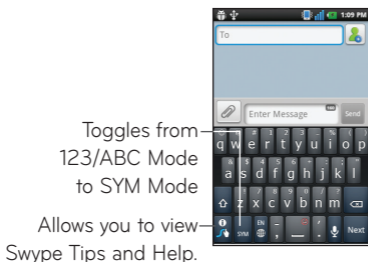 1:09 PM
To
Enter Message
Send
Toggles from
123/ABC Mode
to SYM Mode
q w e r t y u i o p
a s d f g h j k l
z x c v b n m
SYM EN , . Next
Allows you to view
Swype Tips and Help.